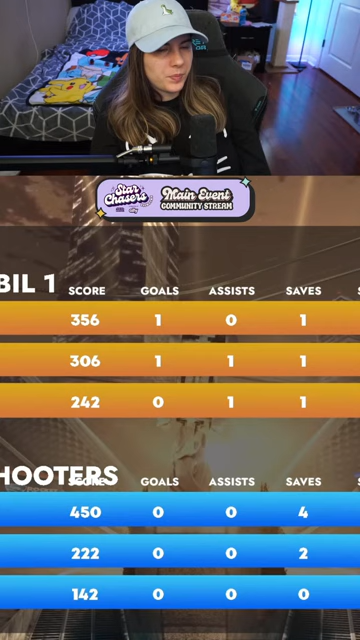 Star Chasers
Main Event
COMMUNITY STREAM
BIL 1 SCORE GOALS ASSISTS SAVES
356 1 0 1
306 1 1 1
242 0 1 1
HOOTERS SCORE GOALS ASSISTS SAVES
450 0 0 4
222 0 0 2
142 0 0 0